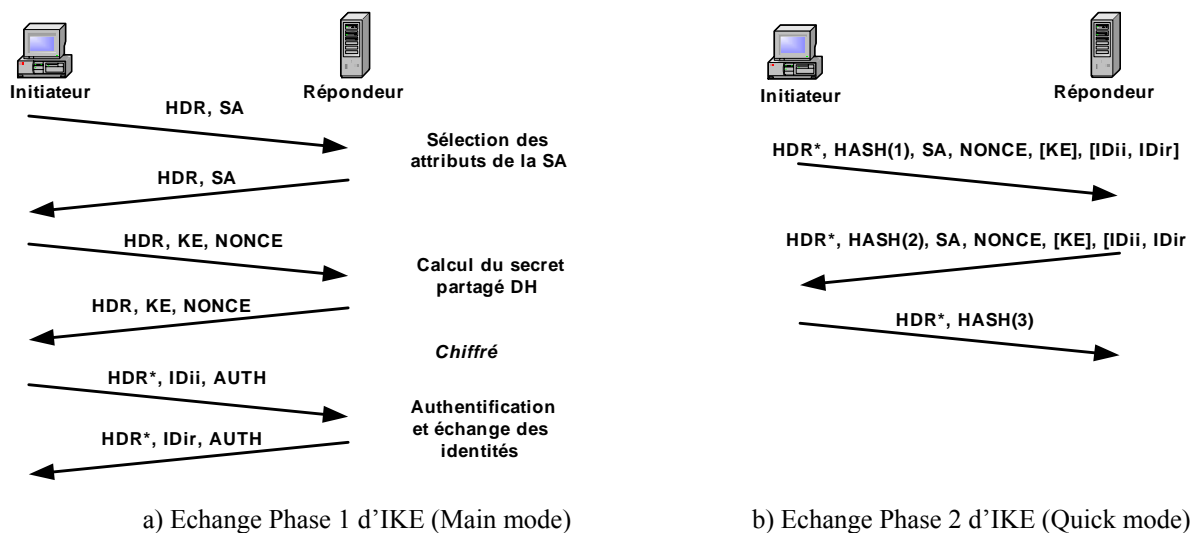 Initiateur
Répondeur
HDR, SA
Sélection des
attributs de la SA
HDR, SA
HDR, KE, NONCE
Calcul du secret
partagé DH
HDR, KE, NONCE
Chiffré
HDR*, IDii, AUTH
Authentification
et échange des
identités
HDR*, IDir, AUTH
a) Echange Phase 1 d'IKE (Main mode)
Initiateur
Répondeur
HDR*, HASH(1), SA, NONCE, [KE], [IDii, IDir]
HDR*, HASH(2), SA, NONCE, [KE], [IDii, IDir
HDR*, HASH(3)
b) Echange Phase 2 d'IKE (Quick mode)